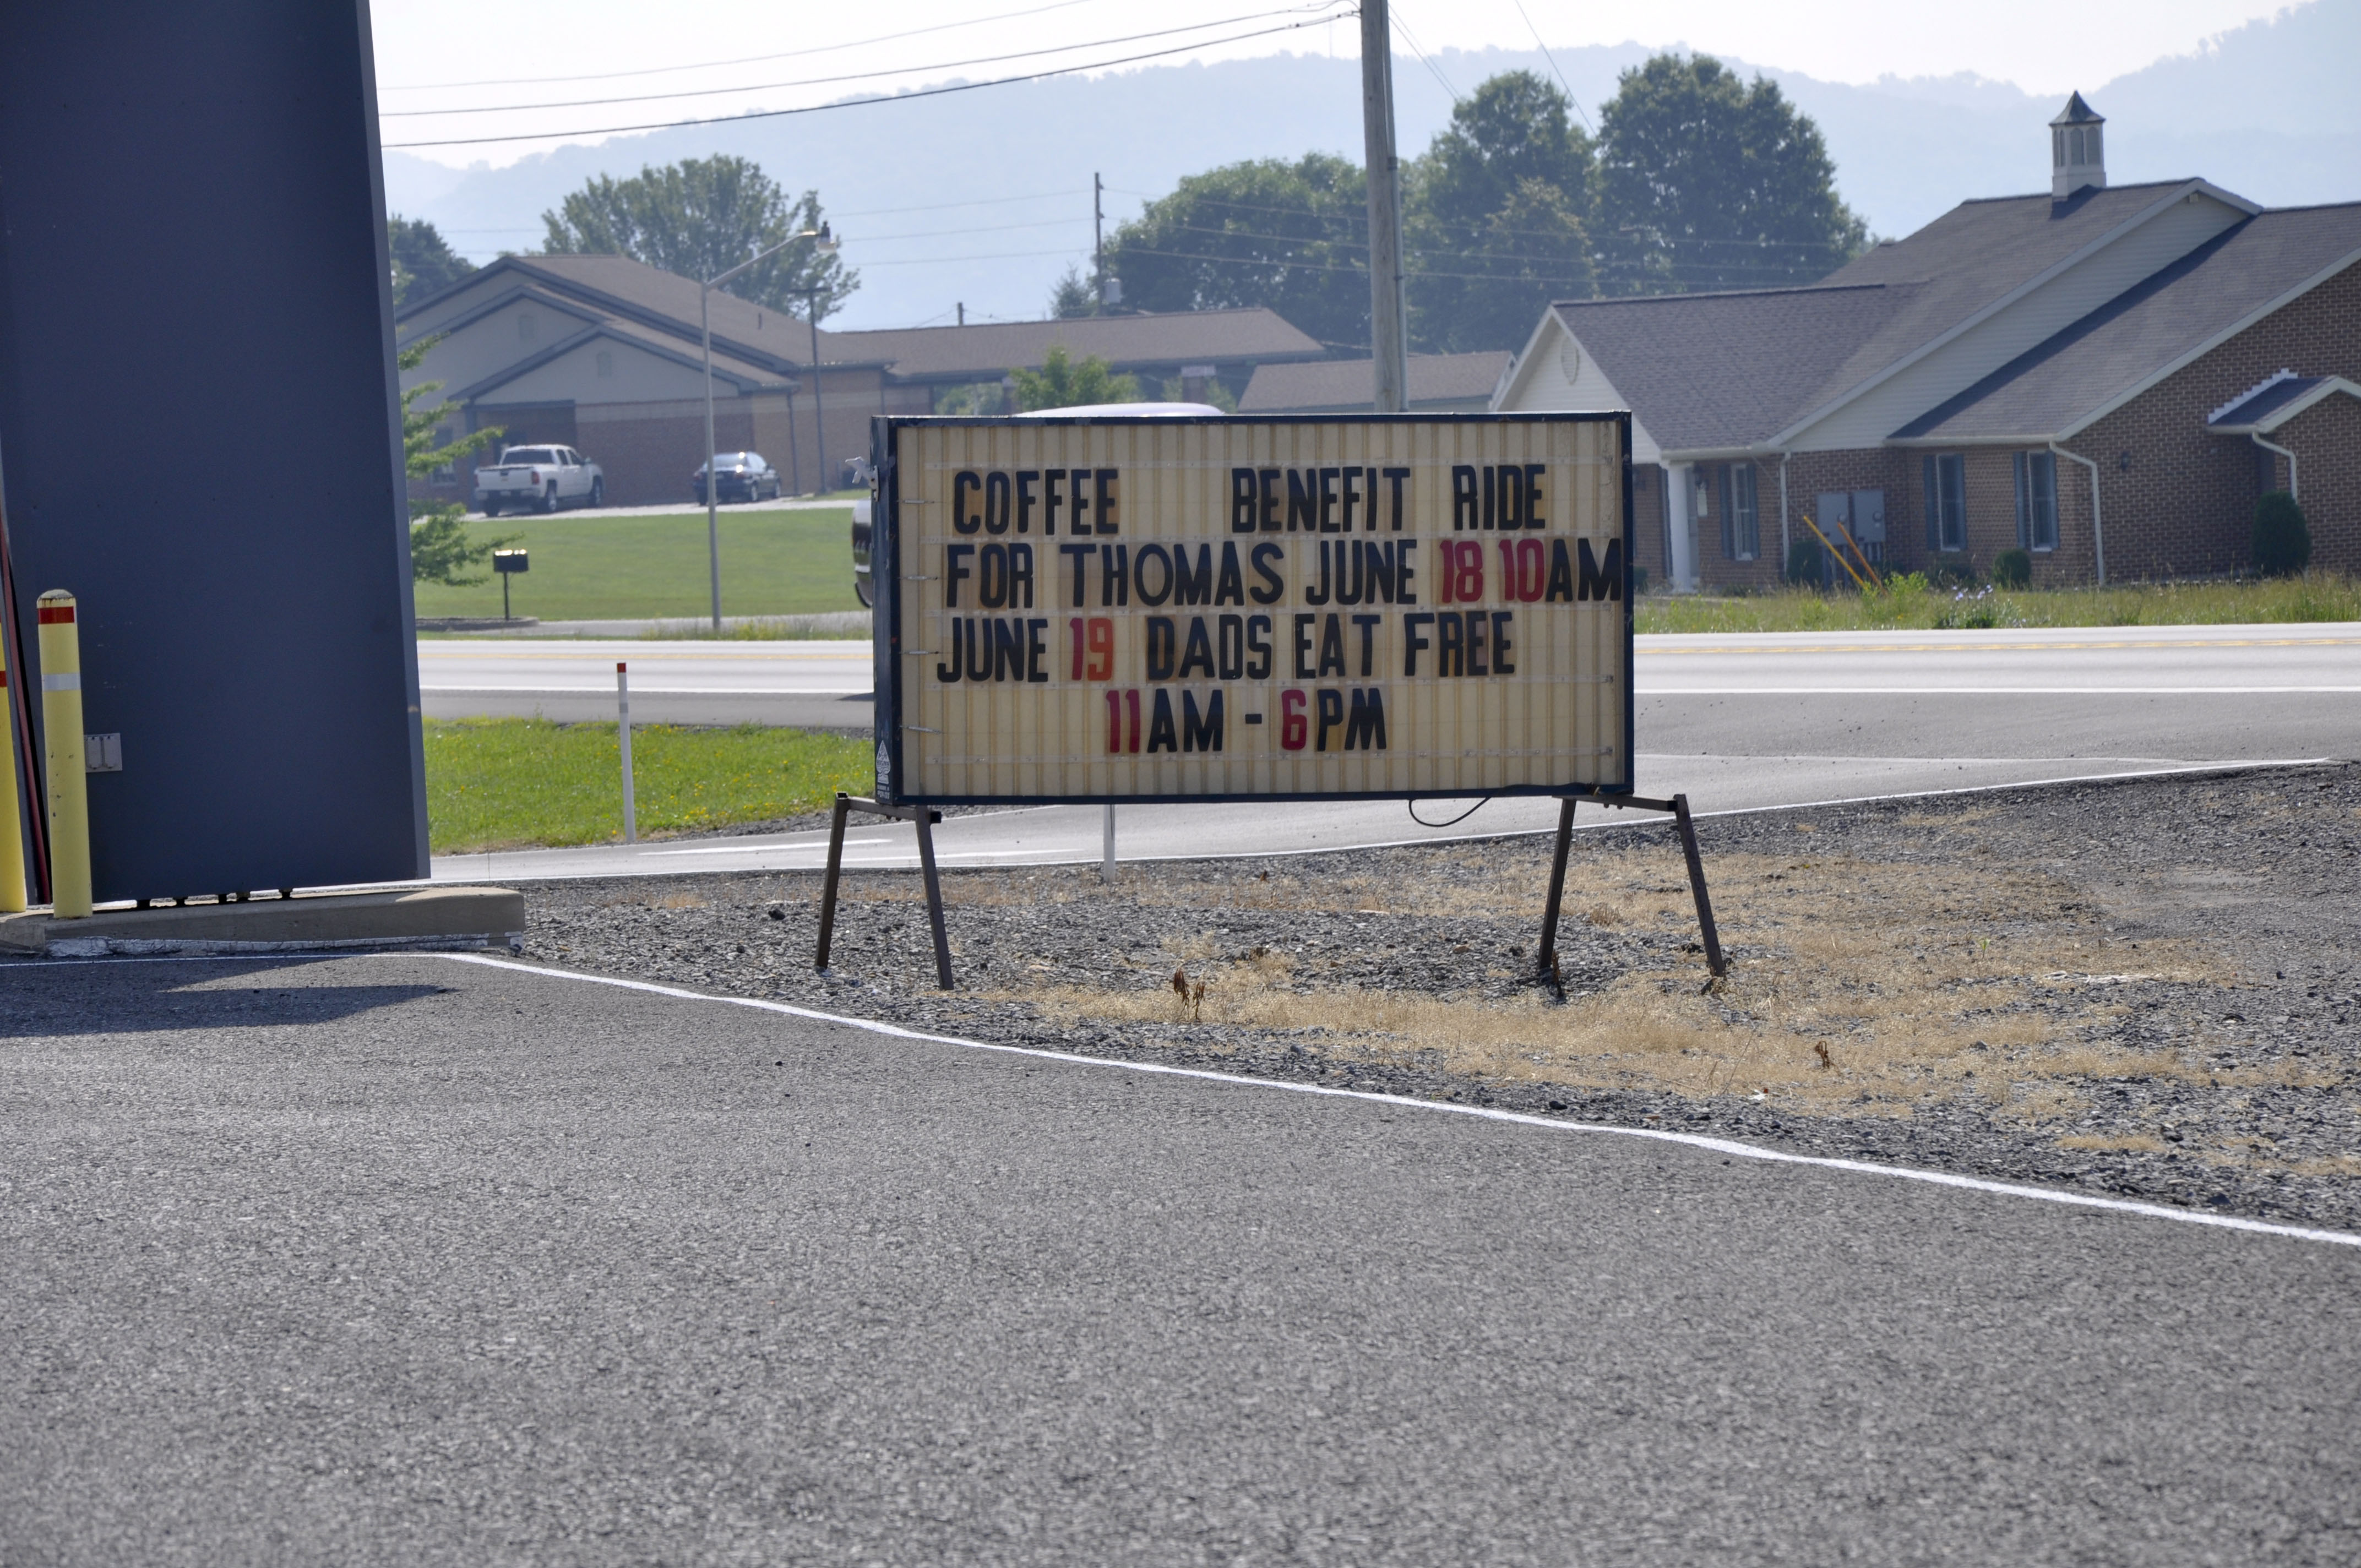 COFFEE BENEFIT RIDE
FOR THOMAS JUNE 18 10AM
JUNE 19 DADS EAT FREE
11AM - 6PM